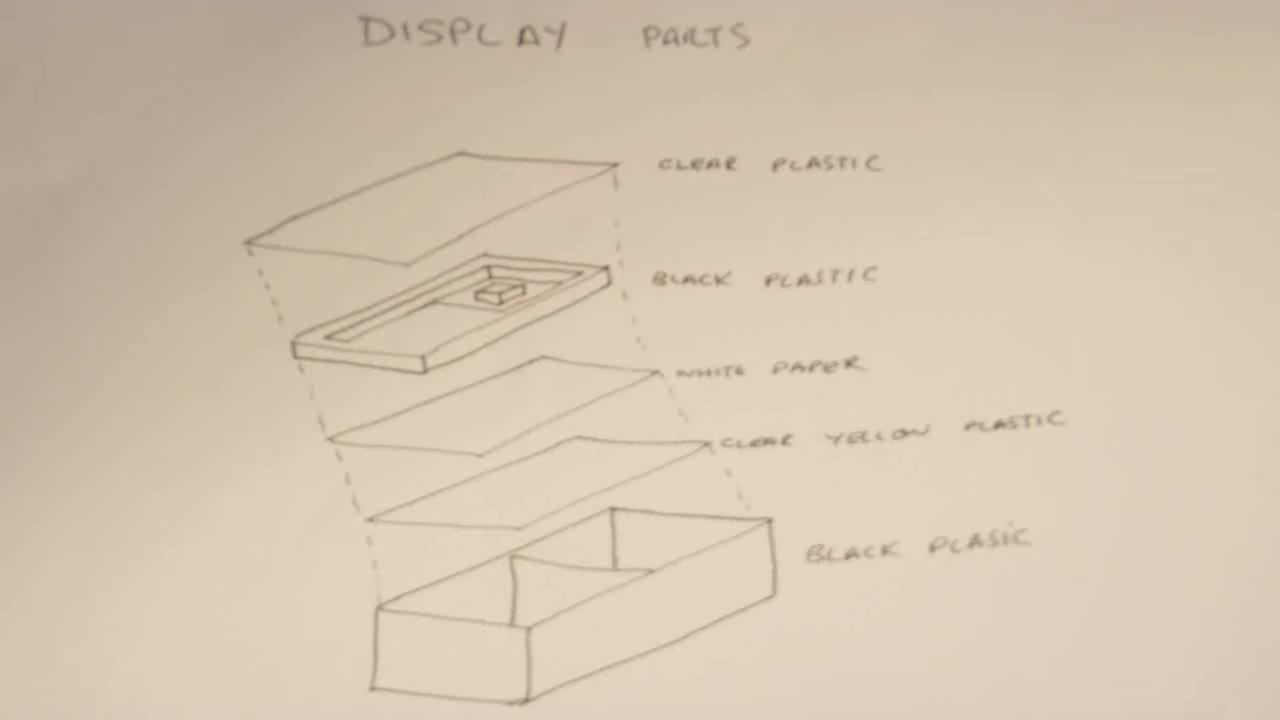 DISPLAY PARTS
CLEAR PLASTIC
BLACK PLASTIC
WHITE PAPER
CLEAR YELLOW PLASTIC
BLACK PLASIC